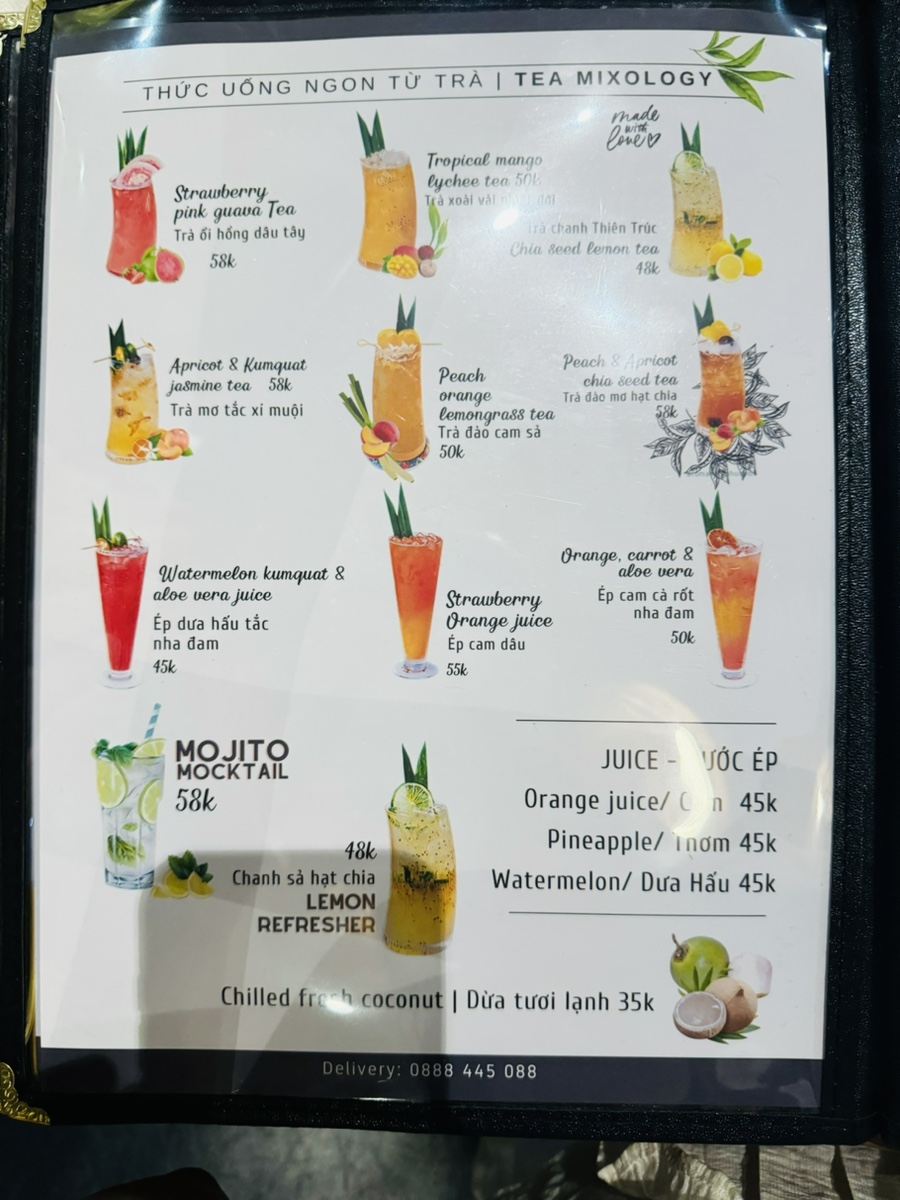 THỨC UỐNG NGON TỪ TRÀ | TEA MIXOLOGY
made
with
love
Strawberry
pink guava Tea
Trà ổi hồng dâu tây
58k
Tropical mango
lychee tea 50k
Trà xoài vải
Trà chanh Thiên Trúc
Chia seed lemon tea
48k
Apricot & Kumquat
jasmine tea 58k
Trà mơ tắc xí muội
Peach
orange
lemongrass tea
Trà đào cam sả
50k
Peach & Apricot
chia seed tea
Trà đào mơ hạt chia
58k
Watermelon kumquat &
aloe vera juice
Ép dưa hấu tắc
nha đam
45k
Strawberry
Orange juice
Ép cam dâu
55k
Orange, carrot &
aloe vera
Ép cam cà rốt
nha đam
50k
MOJITO
MOCKTAIL
58k
48k
Chanh sả hạt chia
LEMON
REFRESHER
JUICE - ÉP
Orange juice/ 45k
Pineapple/ Thơm 45k
Watermelon/ Dưa Hấu 45k
Chilled fresh coconut | Dừa tươi lạnh 35k
Delivery: 0888 445 088